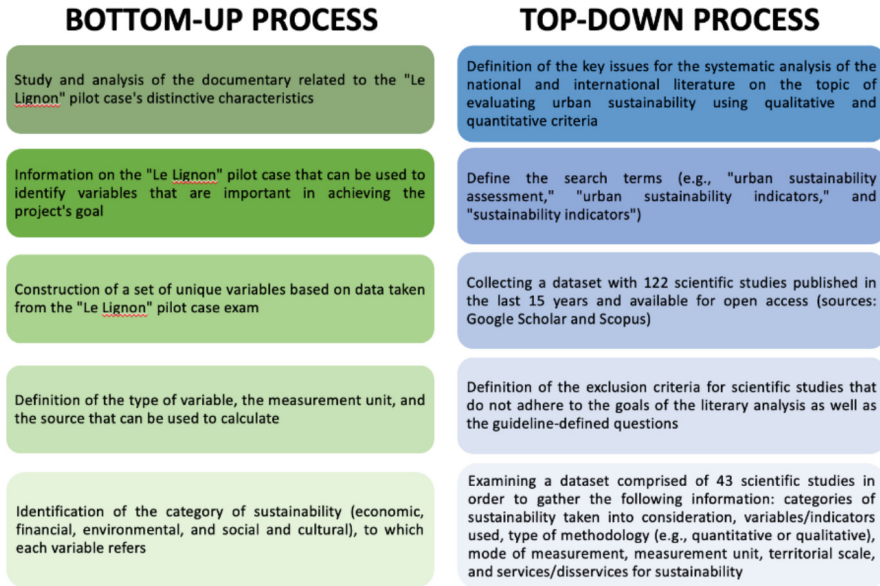 BOTTOM-UP PROCESS
Study and analysis of the documentary related to the "Le
Lignon" pilot case's distinctive characteristics
Information on the "Le Lignon" pilot case that can be used to
identify variables that are important in achieving the
project's goal
Construction of a set of unique variables based on data taken
from the "Le Lignon" pilot case exam
Definition of the type of variable, the measurement unit, and
the source that can be used to calculate
Identification of the category of sustainability (economic,
financial, environmental, and social and cultural), to which
each variable refers
TOP-DOWN PROCESS
Definition of the key issues for the systematic analysis of the
national and international literature on the topic of
evaluating urban sustainability using qualitative and
quantitative criteria
Define the search terms (e.g., "urban sustainability
assessment," "urban sustainability indicators," and
"sustainability indicators")
Collecting a dataset with 122 scientific studies published in
the last 15 years and available for open access (sources:
Google Scholar and Scopus)
Definition of the exclusion criteria for scientific studies that
do not adhere to the goals of the literary analysis as well as
the guideline-defined questions
Examining a dataset comprised of 43 scientific studies in
order to gather the following information: categories of
sustainability taken into consideration, variables/indicators
used, type of methodology (e.g., quantitative or qualitative),
mode of measurement, measurement unit, territorial scale,
and services/disservices for sustainability